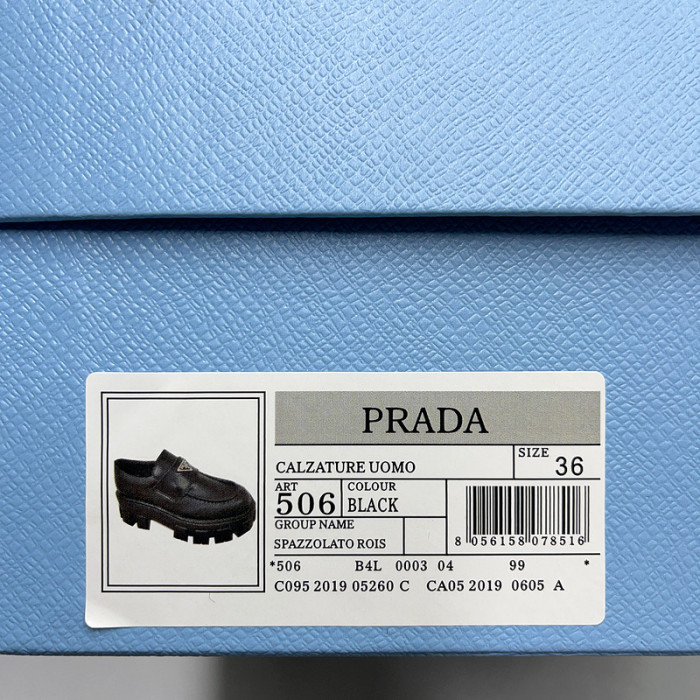 PRADA
CALZATURE UOMO
SIZE 36
ART 506
COLOUR BLACK
GROUP NAME
SPAZZOLATO ROIS
8 056158 078516
*506 B4L 0003 04 99 *
C095 2019 05260 C CA05 2019 0605 A